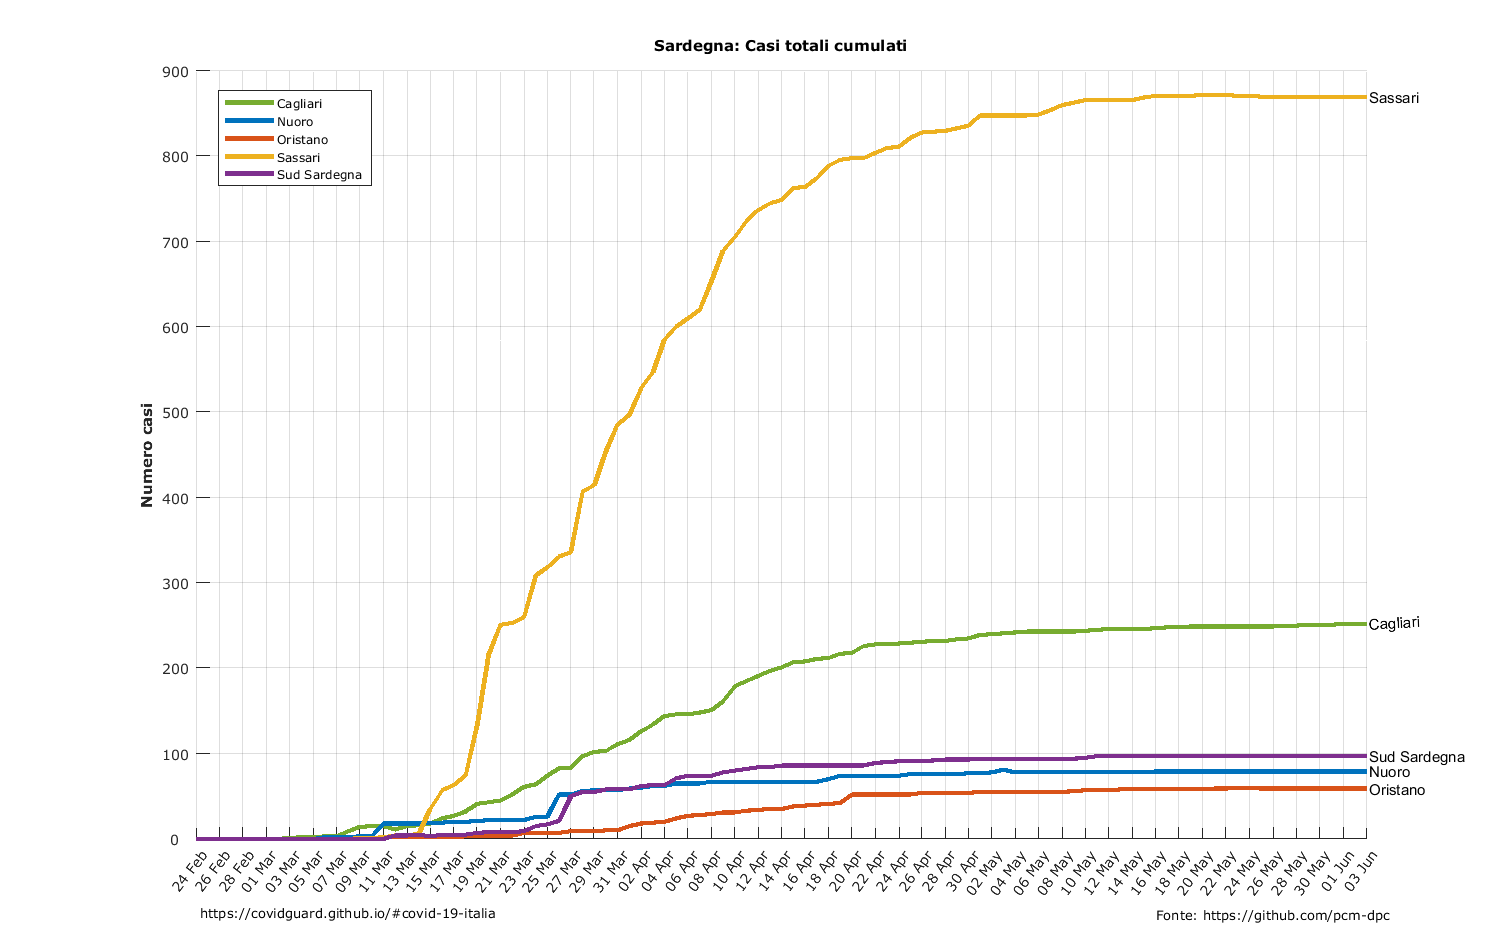 Sardegna: Casi totali cumulati
900
800
700
600
500
400
300
200
100
0
Numero casi
Cagliari
Nuoro
Oristano
Sassari
Sud Sardegna
Sassari
Cagliari
Sud Sardegna
Nuoro
Oristano
24 Feb
26 Feb
28 Feb
01 Mar
03 Mar
05 Mar
07 Mar
09 Mar
11 Mar
13 Mar
15 Mar
17 Mar
19 Mar
21 Mar
23 Mar
25 Mar
27 Mar
29 Mar
31 Mar
02 Apr
04 Apr
06 Apr
08 Apr
10 Apr
12 Apr
14 Apr
16 Apr
18 Apr
20 Apr
22 Apr
24 Apr
26 Apr
28 Apr
30 Apr
02 May
04 May
06 May
08 May
10 May
12 May
14 May
16 May
18 May
20 May
22 May
24 May
26 May
28 May
30 May
01 Jun
03 Jun
https://covidguard.github.io/#covid-19-italia
Fonte: https://github.com/pcm-dpc